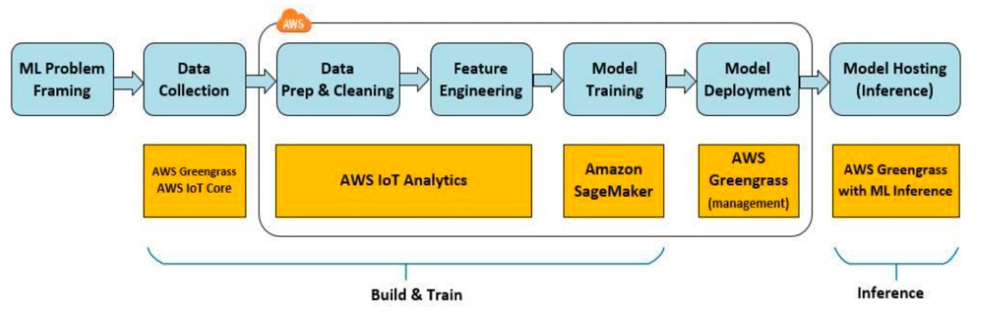 AWS
ML Problem
Framing
Data
Collection
Data
Prep & Cleaning
Feature
Engineering
Model
Training
Model
Deployment
Model Hosting
(Inference)
AWS Greengrass
AWS IoT Core
AWS IoT Analytics
Amazon
SageMaker
AWS
Greengrass
(management)
AWS Greengrass
with ML Inference
Build & Train
Inference